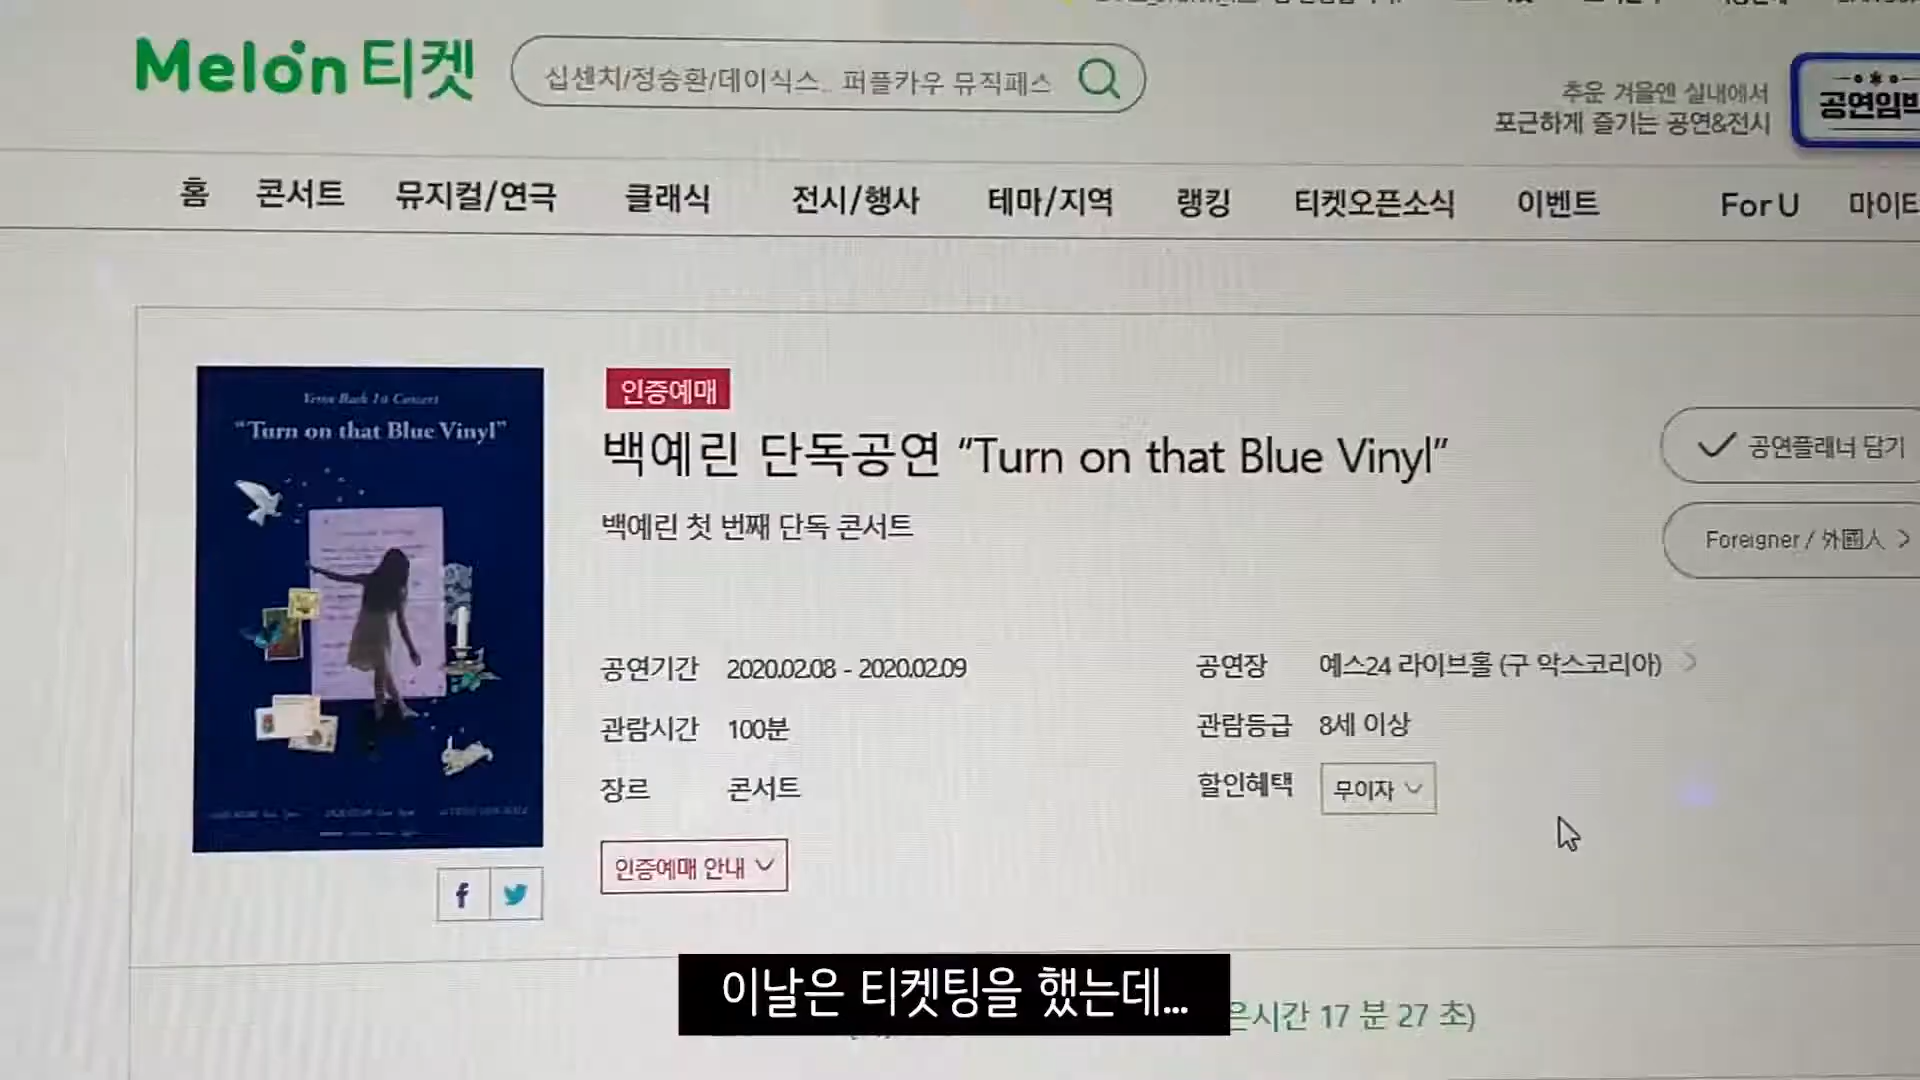 Melon티켓
십센치/정승환/데이식스.. 퍼플카우 뮤직패스
추운 겨울엔 실내에서
포근하게 즐기는 공연&전시
홈 콘서트 뮤지컬/연극 클래식 전시/행사 테마/지역 랭킹 티켓오픈소식 이벤트 For U
Concert
“Turn on that Blue Vinyl”
인증예매
백예린 단독공연 “Turn on that Blue Vinyl”
백예린 첫 번째 단독 콘서트
공연플래너 담기
Foreigner / 外國人
공연기간 2020.02.08 - 2020.02.09
공연장 예스24 라이브홀 (구 악스코리아)
관람시간 100분
관람등급 8세 이상
장르 콘서트
할인혜택 무이자
인증예매 안내
이날은 티켓팅을 했는데...
은시간 17 분 27 초)